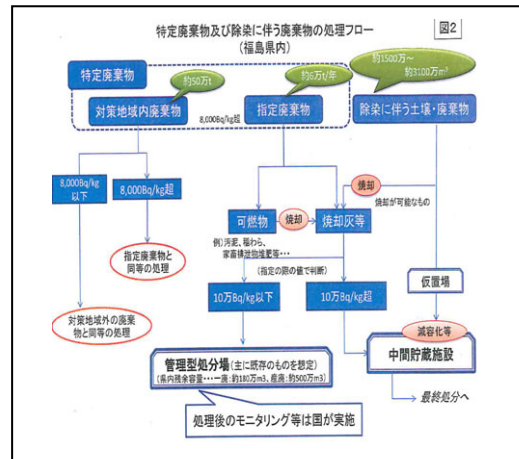 特定廃棄物及び除染に伴う廃棄物の処理フロー
(福島県内)
図2
特定廃棄物
約50万t
約6万t/年
約1500万〜
約3100万m³
対策地域内廃棄物
8,000Bq/kg超
指定廃棄物
除染に伴う土壌・廃棄物
8,000Bq/kg
以下
8,000Bq/kg超
焼却
焼却が可能なもの
可燃物
焼却
焼却灰等
例)汚泥、稲わら、
家畜排泄物堆肥等・・・
指定廃棄物と
同等の処理
(指定の際の値で判断)
10万Bq/kg以下
10万Bq/kg超
仮置場
対策地域外の廃棄
物と同等の処理
減容化等
管理型処分場(主に既存のものを想定)
(県内残余容量・・・一廃:約180万m3、産廃:約500万m3)
中間貯蔵施設
最終処分へ
処理後のモニタリング等は国が実施